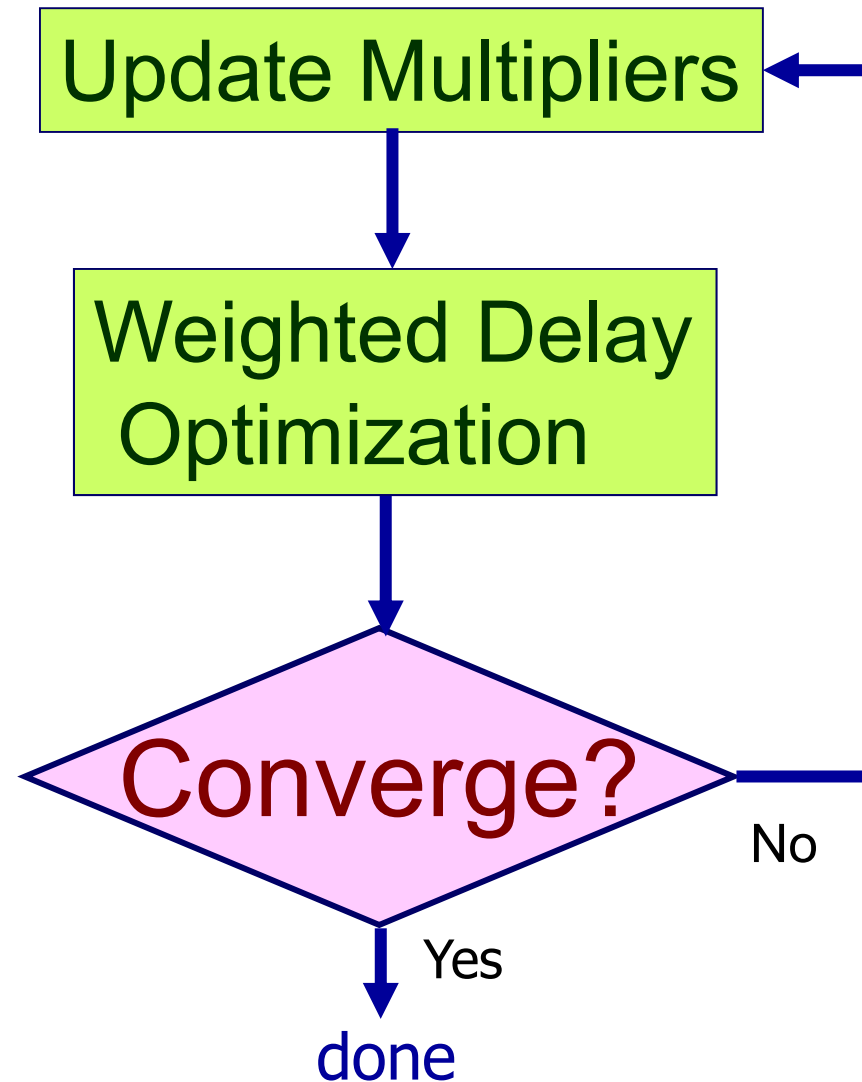 Update Multipliers
Weighted Delay
Optimization
Converge?
No
Yes
done